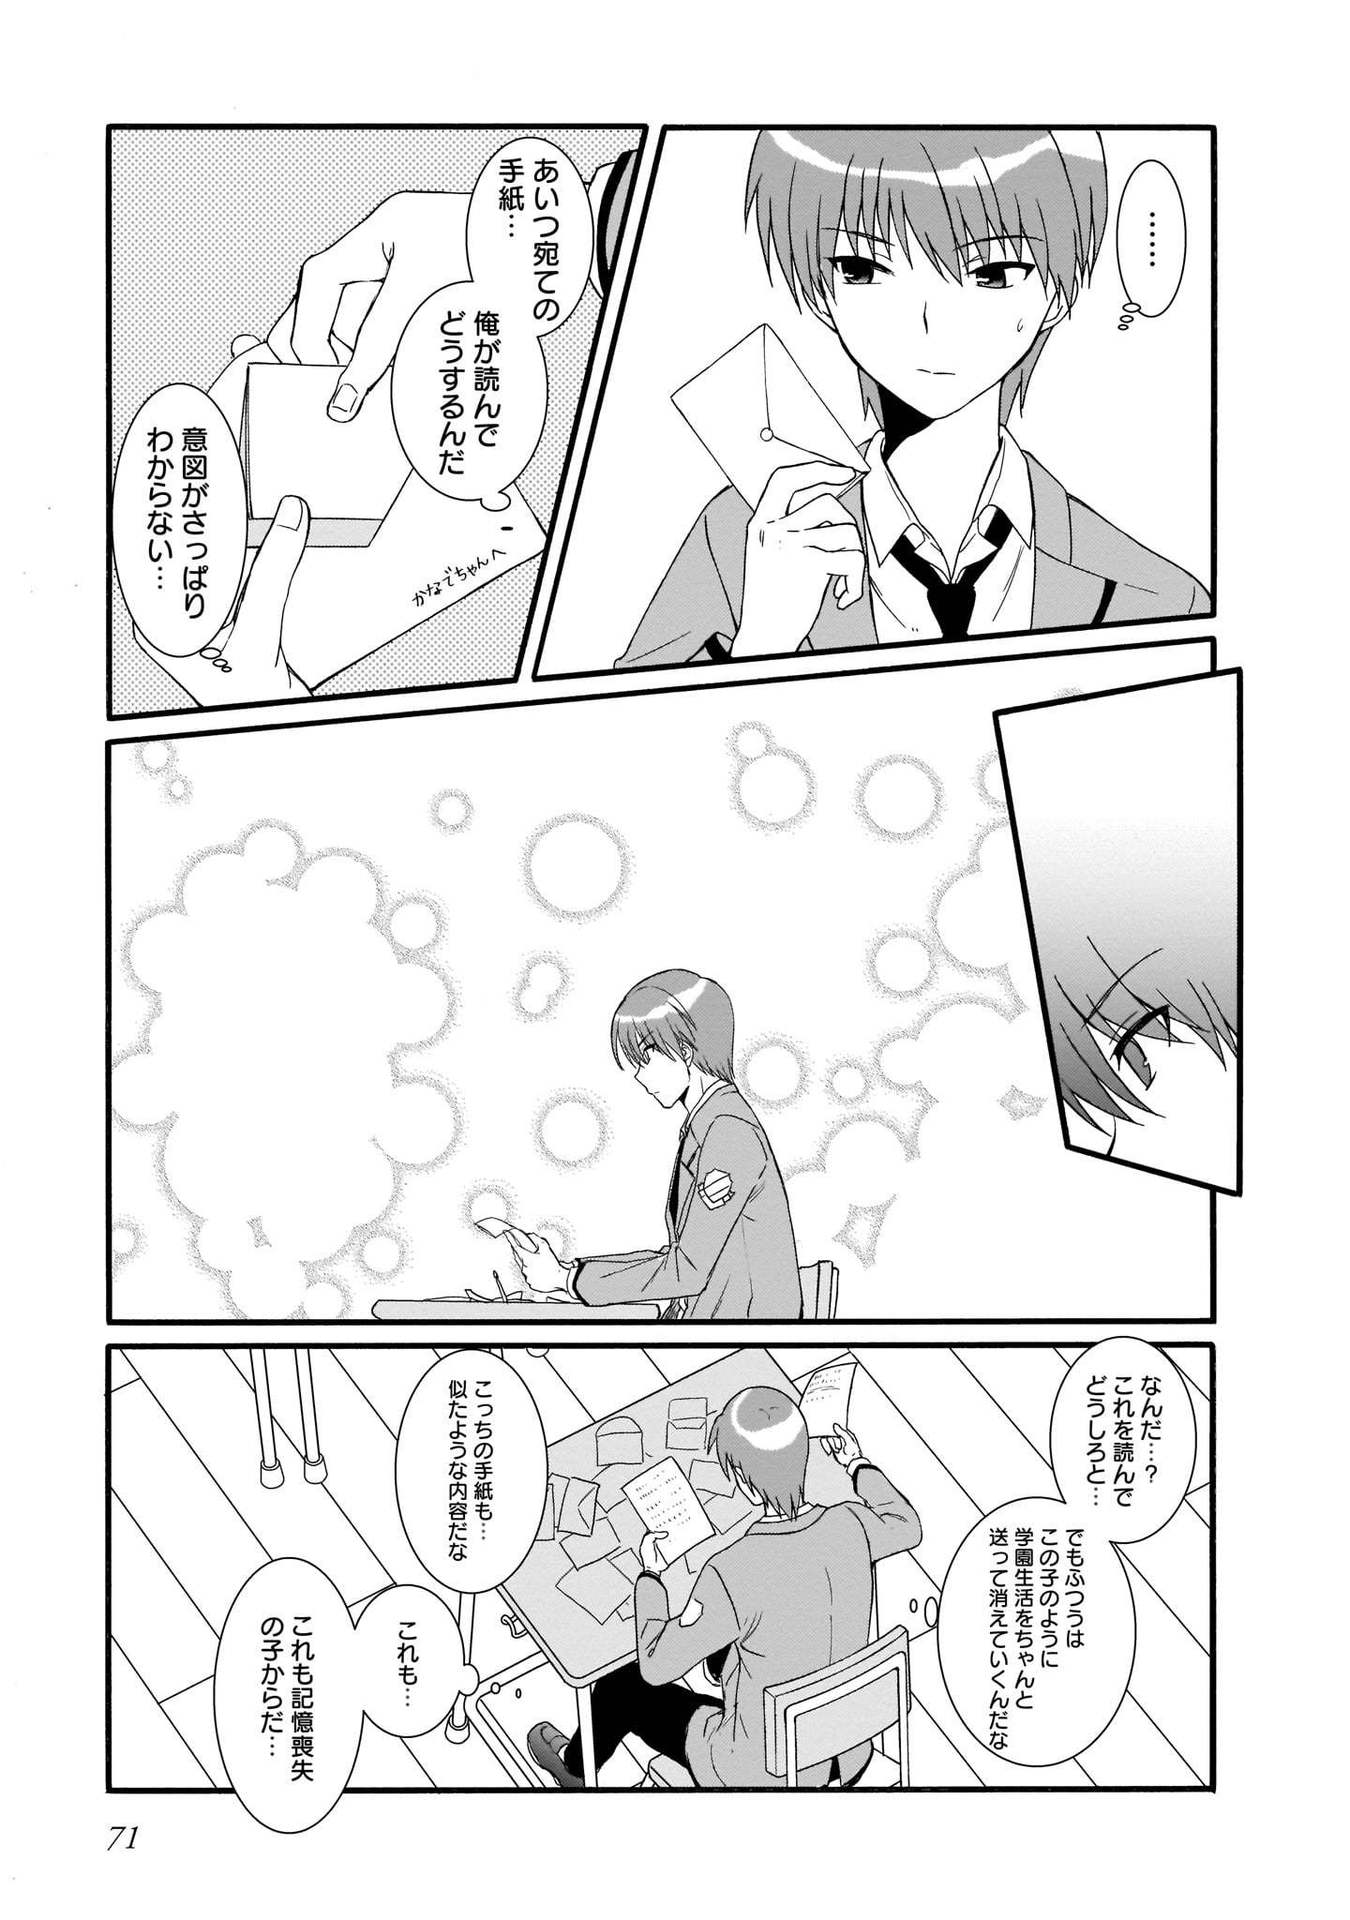 ……
あいつ宛ての
手紙…
俺が読んで
どうするんだ
かなでちゃんへ
意図がさっぱり
わからない…
なんだ…?
これを読んで
どうしろと…
でもふつうは
この子のように
学園生活をちゃんと
送って消えていくんだな
こっちの手紙も…
似たような内容だな
これも…
これも記憶喪失
の子からだ…
71